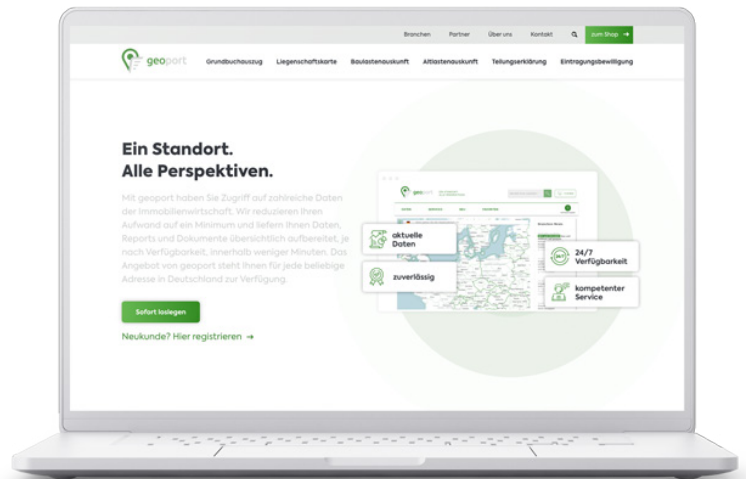 Branchen Partner Über uns Kontakt zum Shop →
geoport Grundbuchauszug Liegenschaftskarte Baulastenauskunft Altlastenauskunft Teilungserklärung Eintragungsbewilligung
Ein Standort.
Alle Perspektiven.
Mit geoport haben Sie Zugriff auf zahlreiche Daten
der Immobilienwirtschaft. Wir reduzieren Ihren
Aufwand auf ein Minimum und liefern Ihnen Daten,
Reports und Dokumente übersichtlich aufbereitet, je
nach Verfügbarkeit, innerhalb weniger Minuten. Das
Angebot von geoport steht Ihnen für jede beliebige
Adresse in Deutschland zur Verfügung.
Sofort loslegen
Neukunde? Hier registrieren →
geoport
aktuelle
Daten
zuverlässig
24/7
Verfügbarkeit
kompetenter
Service